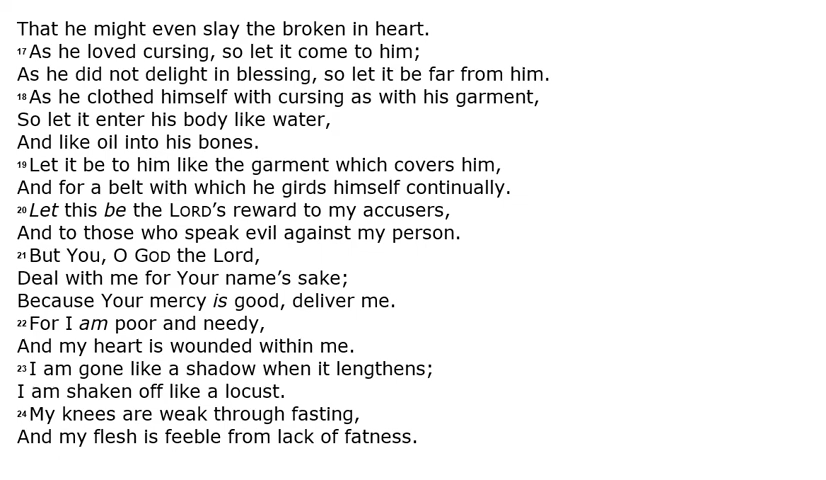 That he might even slay the broken in heart.
17 As he loved cursing, so let it come to him;
As he did not delight in blessing, so let it be far from him.
18 As he clothed himself with cursing as with his garment,
So let it enter his body like water,
And like oil into his bones.
19 Let it be to him like the garment which covers him,
And for a belt with which he girds himself continually.
20 Let this be the LORD’s reward to my accusers,
And to those who speak evil against my person.
21 But You, O GOD the Lord,
Deal with me for Your name’s sake;
Because Your mercy is good, deliver me.
22 For I am poor and needy,
And my heart is wounded within me.
23 I am gone like a shadow when it lengthens;
I am shaken off like a locust.
24 My knees are weak through fasting,
And my flesh is feeble from lack of fatness.